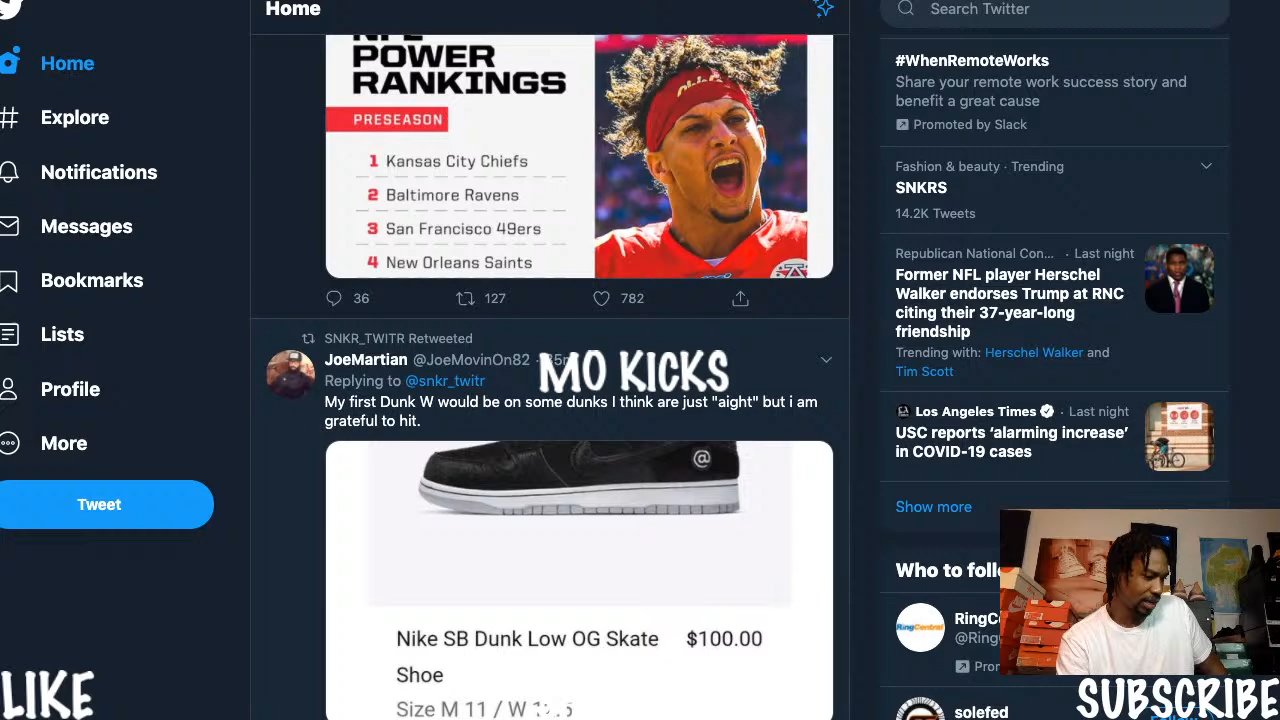 Home
Explore
Notifications
Messages
Bookmarks
Lists
Profile
More
Tweet
LIKE
Home
POWER
RANKINGS
PRESEASON
1 Kansas City Chiefs
2 Baltimore Ravens
3 San Francisco 49ers
4 New Orleans Saints
36 127 782
SNKR_TWITR Retweeted
JoeMartian @JoeMovinOn82
MO KICKS
Replying to @snkr_twitr
My first Dunk W would be on some dunks I think are just "aight" but i am
grateful to hit.
@
Nike SB Dunk Low OG Skate $100.00
Shoe
Size M 11 / W
Search Twitter
#WhenRemoteWorks
Share your remote work success story and
benefit a great cause
Promoted by Slack
Fashion & beauty · Trending
SNKRS
14.2K Tweets
Republican National Con... · Last night
Former NFL player Herschel
Walker endorses Trump at RNC
citing their 37-year-long
friendship
Trending with: Herschel Walker and
Tim Scott
Los Angeles Times · Last night
USC reports ‘alarming increase’
in COVID-19 cases
Show more
Who to
RingCentral
solefed
SUBSCRIBE